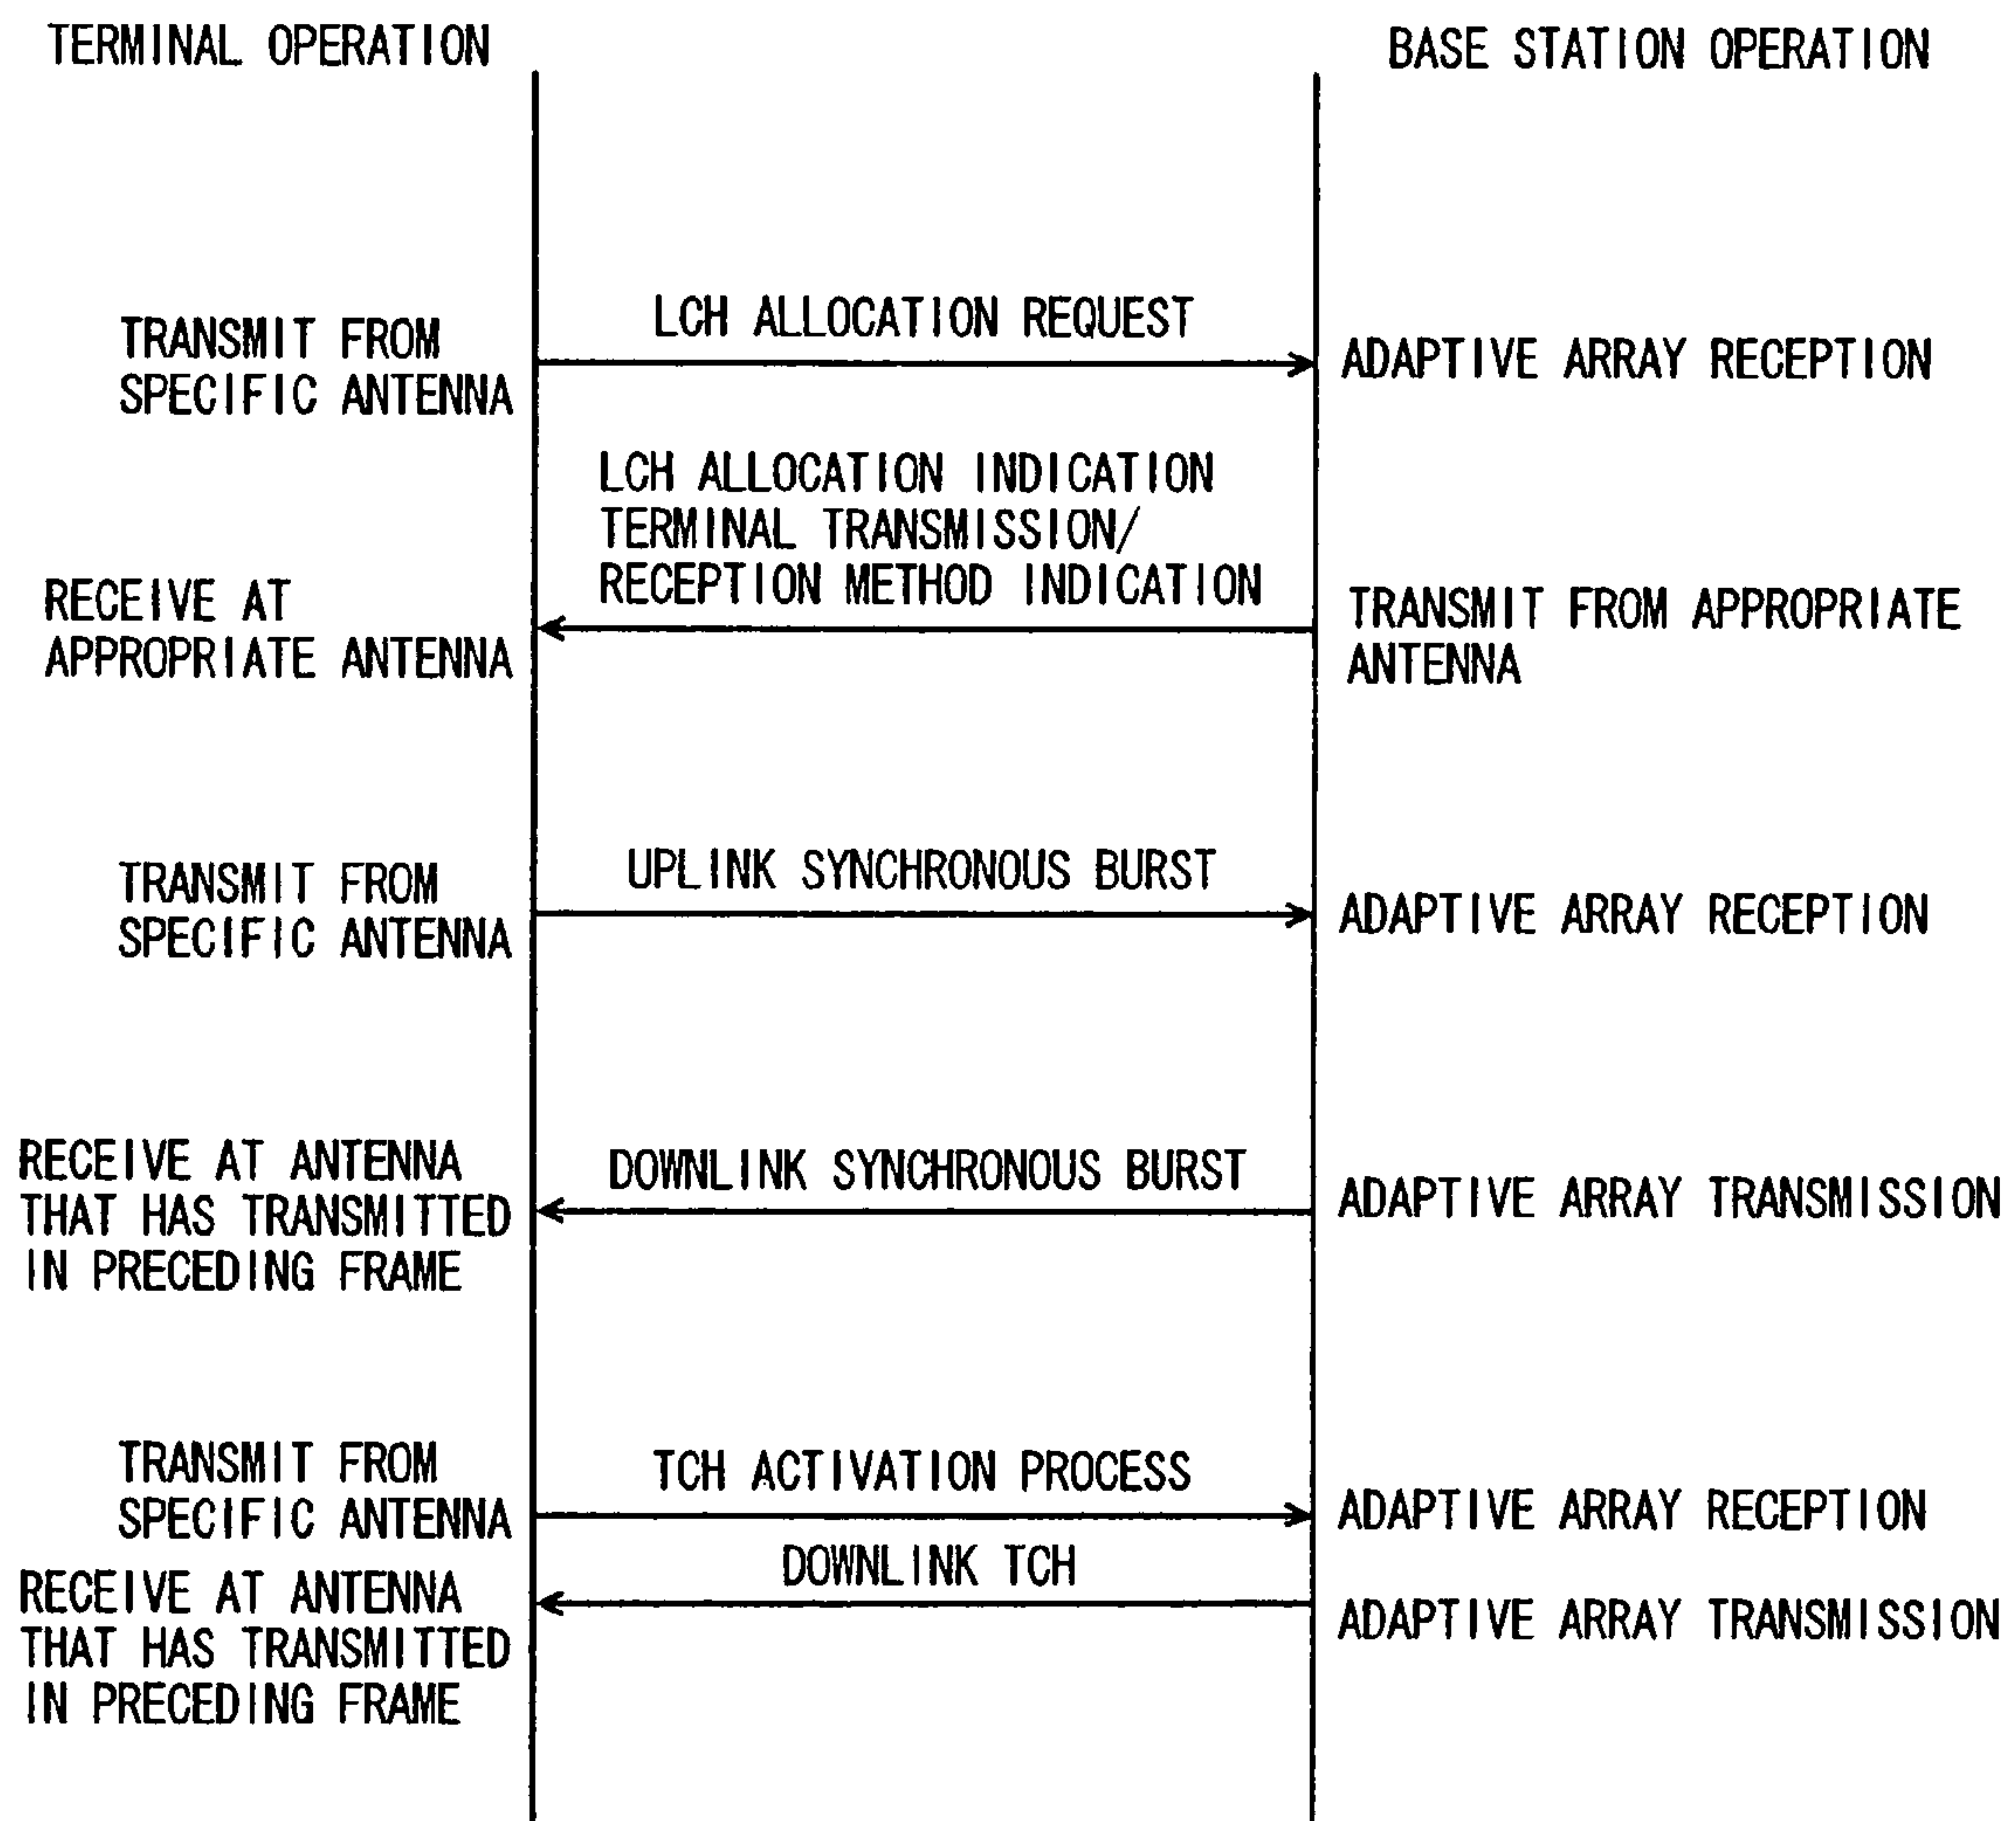 TERMINAL OPERATION
BASE STATION OPERATION
TRANSMIT FROM
SPECIFIC ANTENNA
LCH ALLOCATION REQUEST
ADAPTIVE ARRAY RECEPTION
LCH ALLOCATION INDICATION
TERMINAL TRANSMISSION/
RECEPTION METHOD INDICATION
RECEIVE AT
APPROPRIATE ANTENNA
TRANSMIT FROM APPROPRIATE
ANTENNA
TRANSMIT FROM
SPECIFIC ANTENNA
UPLINK SYNCHRONOUS BURST
ADAPTIVE ARRAY RECEPTION
RECEIVE AT ANTENNA
THAT HAS TRANSMITTED
IN PRECEDING FRAME
DOWNLINK SYNCHRONOUS BURST
ADAPTIVE ARRAY TRANSMISSION
TRANSMIT FROM
SPECIFIC ANTENNA
TCH ACTIVATION PROCESS
ADAPTIVE ARRAY RECEPTION
DOWNLINK TCH
RECEIVE AT ANTENNA
THAT HAS TRANSMITTED
IN PRECEDING FRAME
ADAPTIVE ARRAY TRANSMISSION